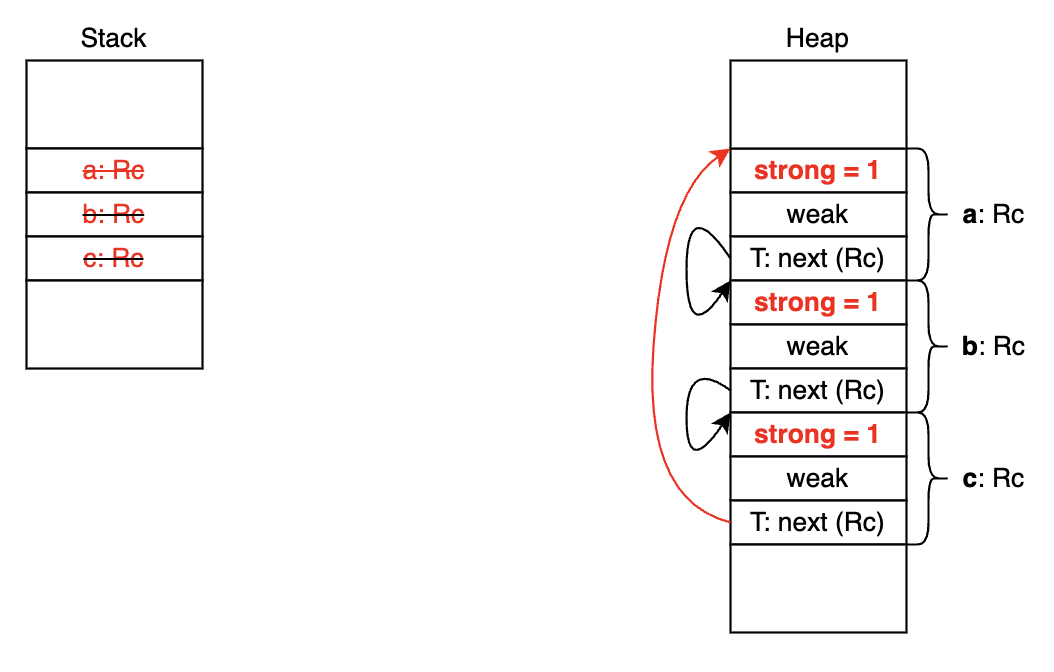 Stack
a: Rc
b: Rc
c: Rc
Heap
strong = 1
weak
T: next (Rc)
strong = 1
weak
T: next (Rc)
strong = 1
weak
T: next (Rc)
a: Rc
b: Rc
c: Rc